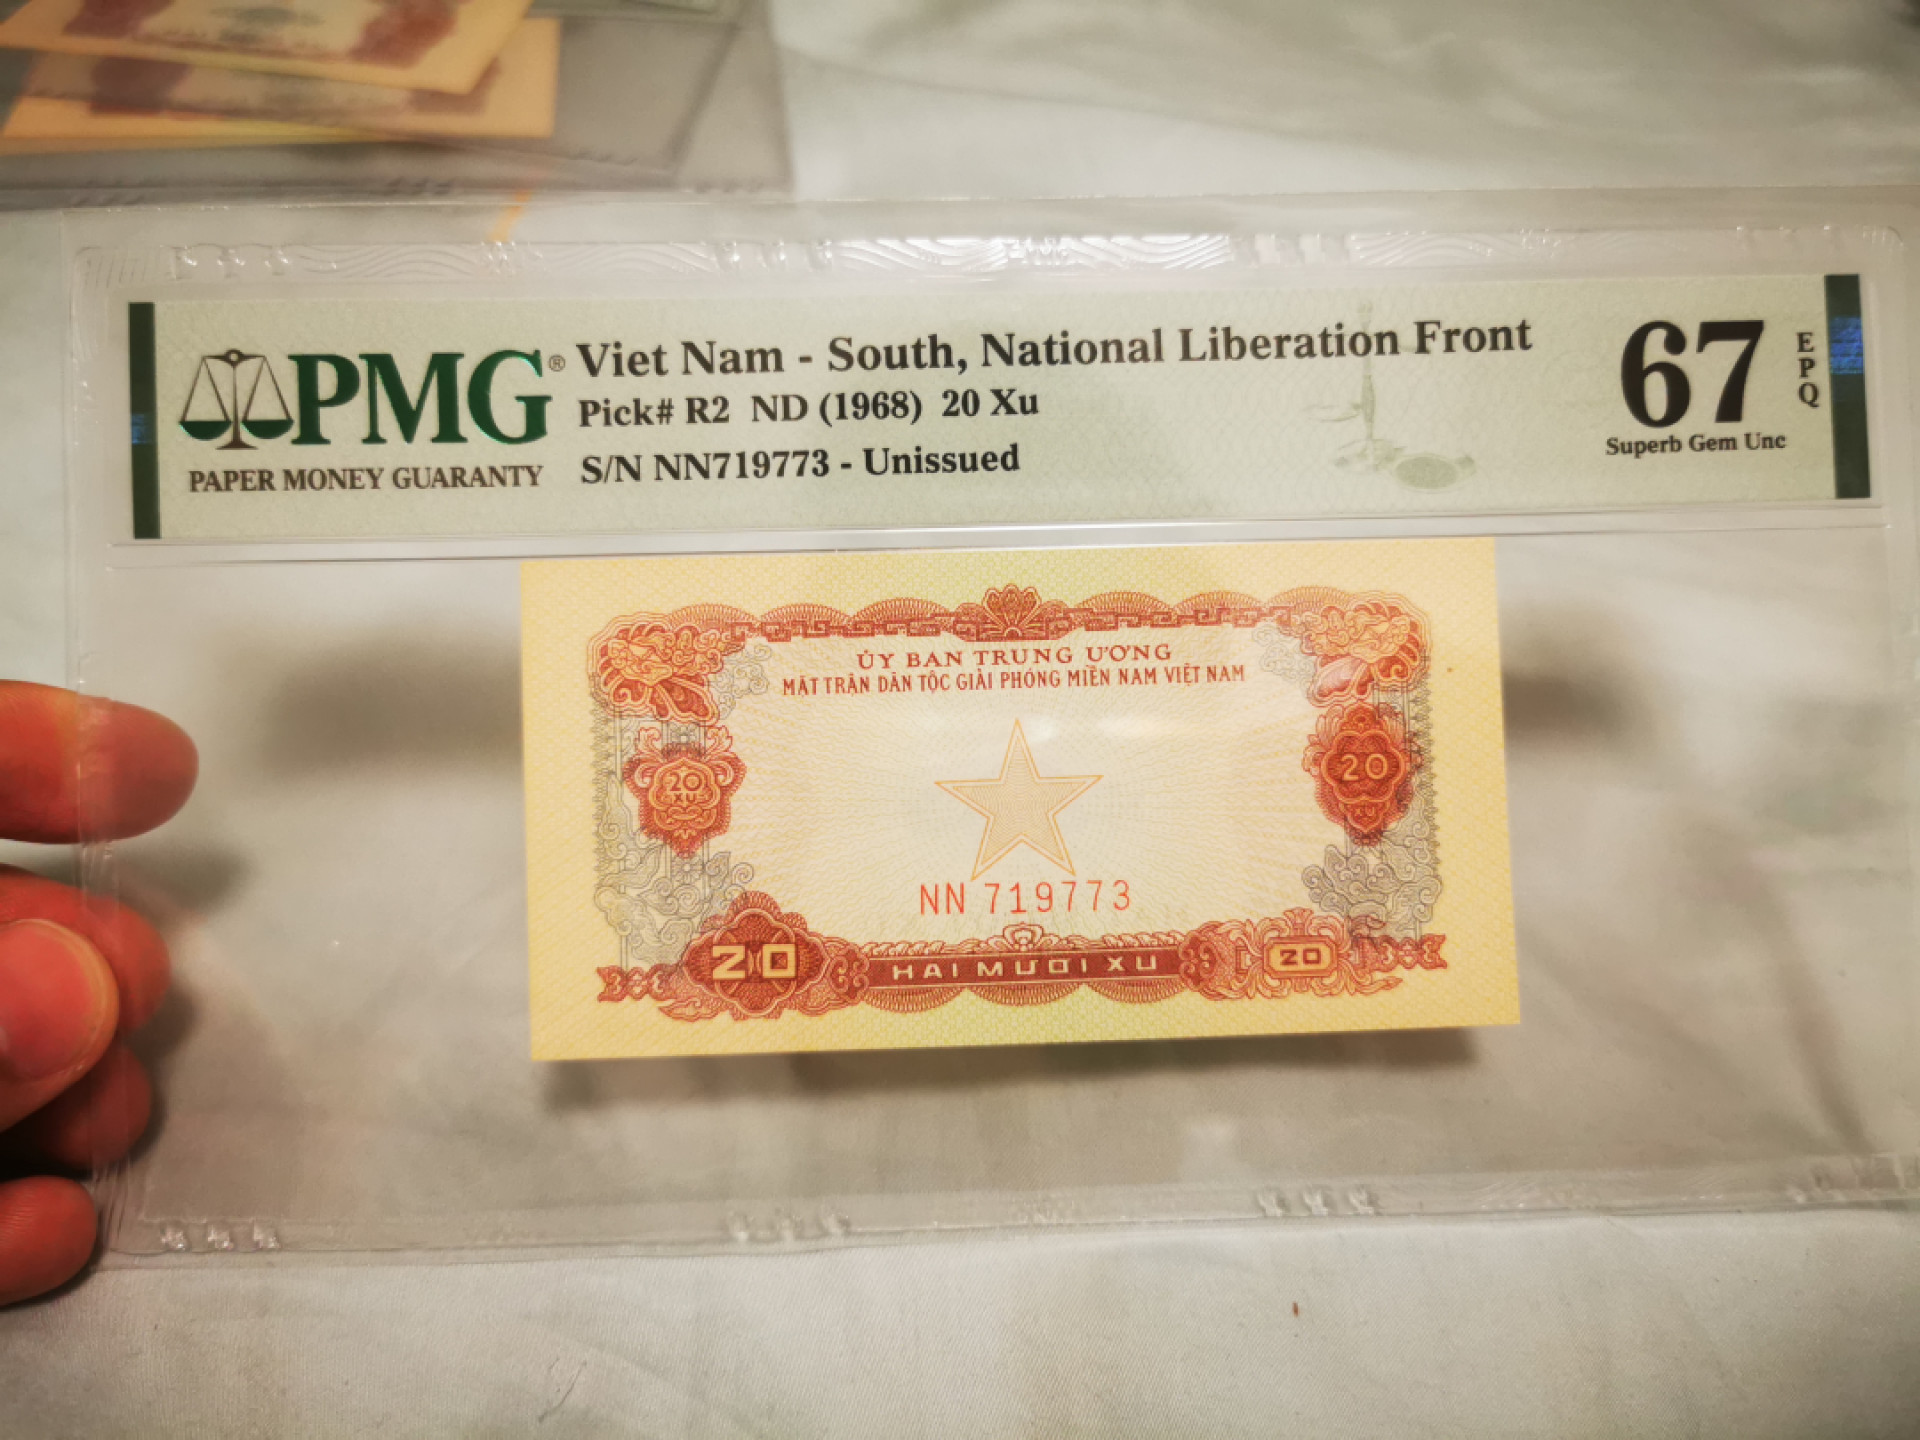 PMG®
PAPER MONEY GUARANTY
Viet Nam - South, National Liberation Front
Pick# R2 ND (1968) 20 Xu
S/N NN719773 - Unissued
67
EPQ
Superb Gem Unc
ỦY BAN TRUNG ƯƠNG
MẶT TRẬN DÂN TỘC GIẢI PHÓNG MIỀN NAM VIỆT NAM
20
XU
20
NN 719773
20
HAI MƯƠI XU
20